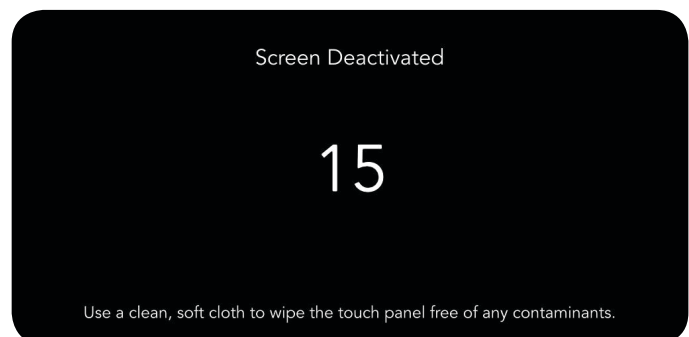 Screen Deactivated
15
Use a clean, soft cloth to wipe the touch panel free of any contaminants.